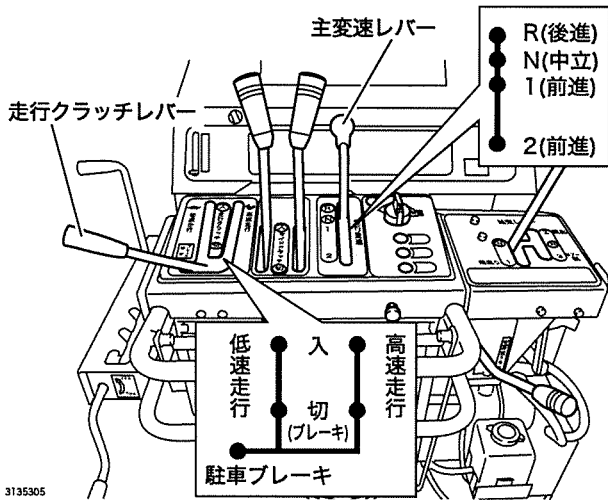 主変速レバー
R(後進)
N(中立)
1(前進)
2(前進)
走行クラッチレバー
低速走行
入
高速走行
切
(ブレーキ)
駐車ブレーキ
3135305